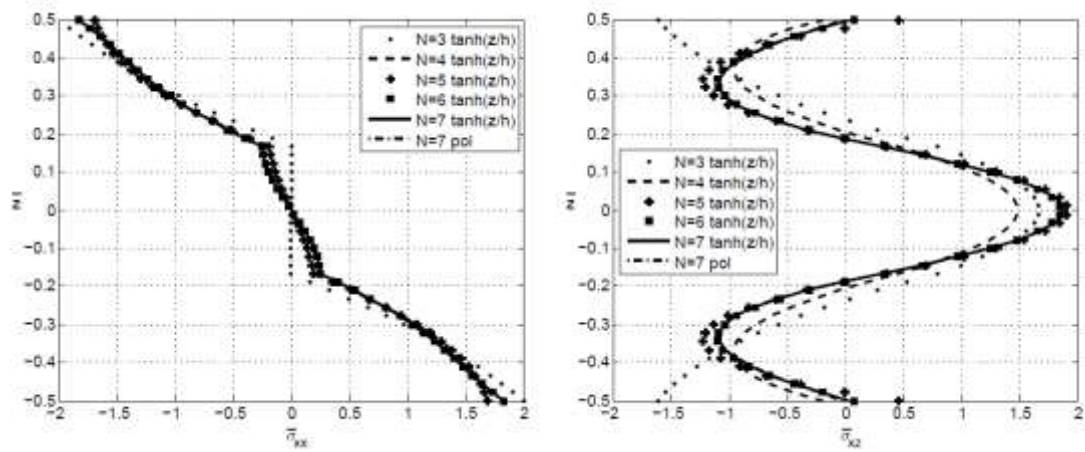 0.5
0.4
0.3
0.2
0.1
0
−0.1
−0.2
−0.3
−0.4
−0.5
−2
−1.5
−1
−0.5
0
0.5
1
1.5
2
σ̄xx
N=3 tanh(z/h)
N=4 tanh(z/h)
N=5 tanh(z/h)
N=6 tanh(z/h)
N=7 tanh(z/h)
N=7 pol
0.5
0.4
0.3
0.2
0.1
0
−0.1
−0.2
−0.3
−0.4
−0.5
−2
−1.5
−1
−0.5
0
0.5
1
1.5
2
σ̄xz
N=3 tanh(z/h)
N=4 tanh(z/h)
N=5 tanh(z/h)
N=6 tanh(z/h)
N=7 tanh(z/h)
N=7 pol